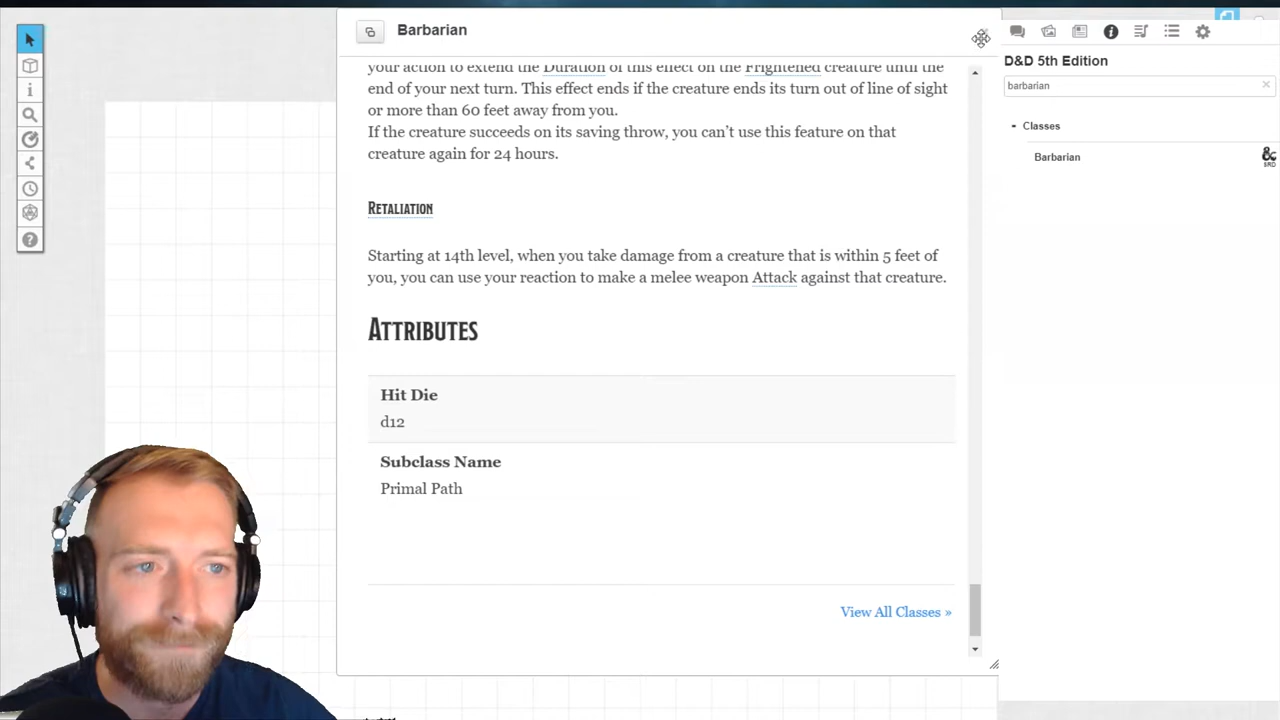 Barbarian
your action to extend the Duration of this effect on the Frightened creature until the
end of your next turn. This effect ends if the creature ends its turn out of line of sight
or more than 60 feet away from you.
If the creature succeeds on its saving throw, you can't use this feature on that
creature again for 24 hours.
RETALIATION
Starting at 14th level, when you take damage from a creature that is within 5 feet of
you, you can use your reaction to make a melee weapon Attack against that creature.
ATTRIBUTES
Hit Die
d12
Subclass Name
Primal Path
View All Classes »
D&D 5th Edition
barbarian
Classes
Barbarian
SRD